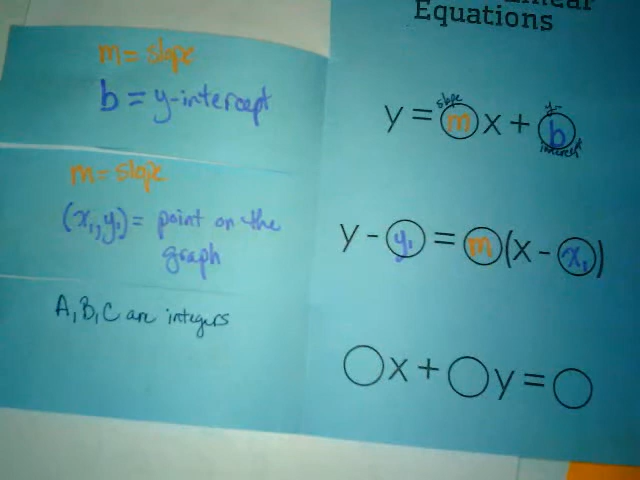 m = slope
b = y-intercept
m = slope
(x₁, y₁) = point on the
graph
A, B, C are integers
Equations
slope y-
y = m x + b
intercept
y - y₁ = m (x - x₁)
○x + ○y = ○